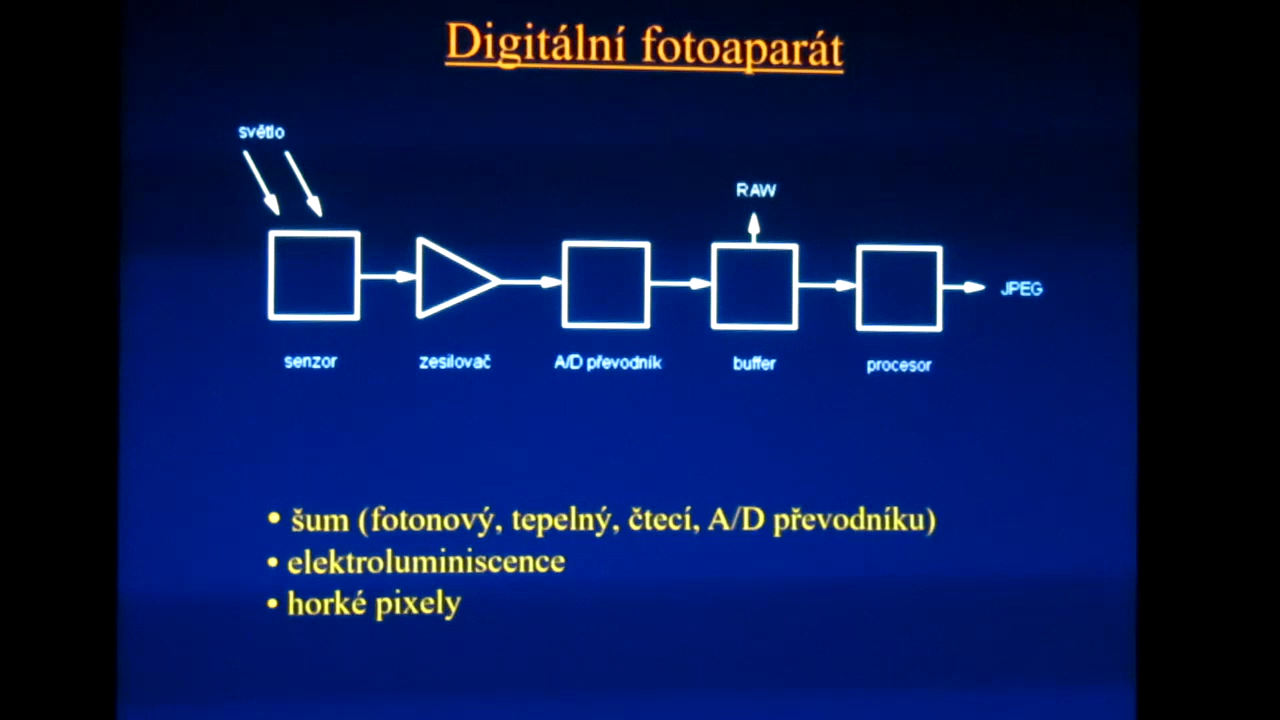 Digitální fotoaparát
světlo
RAW
JPEG
senzor
zesilovač
A/D převodník
buffer
procesor
• šum (fotonový, tepelný, čtecí, A/D převodníku)
• elektroluminiscence
• horké pixely